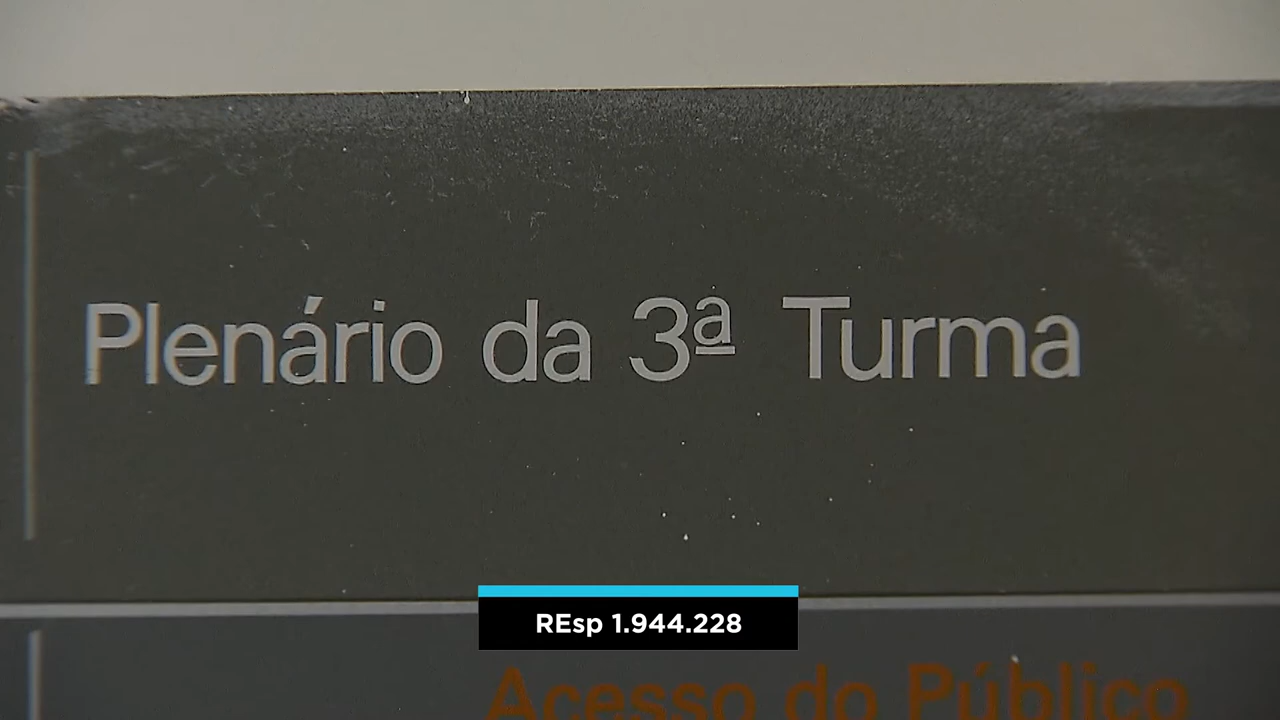 Plenário da 3ª Turma
REsp 1.944.228
Acesso do Público